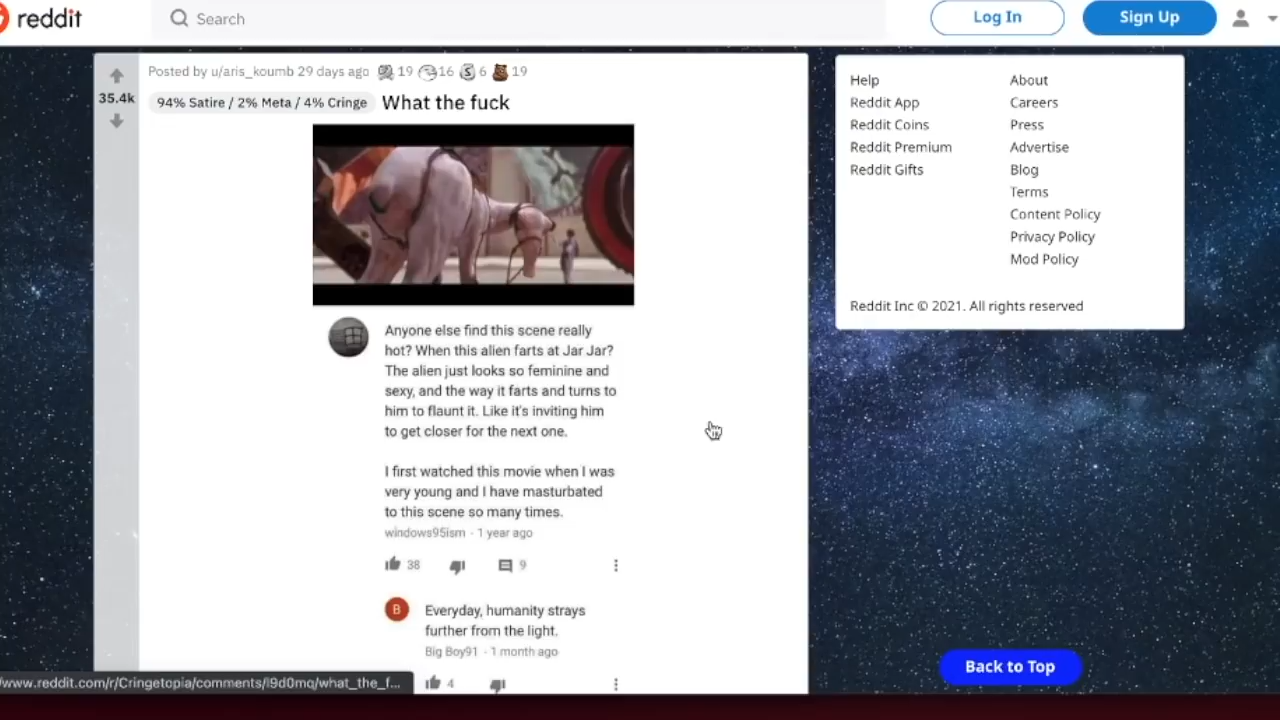 reddit
Search
Log In
Sign Up
Posted by u/aris_koumb 29 days ago 19 16 6 19
35.4k
94% Satire / 2% Meta / 4% Cringe What the fuck
Anyone else find this scene really
hot? When this alien farts at Jar Jar?
The alien just looks so feminine and
sexy, and the way it farts and turns to
him to flaunt it. Like it's inviting him
to get closer for the next one.
I first watched this movie when I was
very young and I have masturbated
to this scene so many times.
windows95ism · 1 year ago
38 9
B
Everyday, humanity strays
further from the light.
Big Boy91 · 1 month ago
4
Help About
Reddit App Careers
Reddit Coins Press
Reddit Premium Advertise
Reddit Gifts Blog
Terms
Content Policy
Privacy Policy
Mod Policy
Reddit Inc © 2021. All rights reserved
Back to Top
/www.reddit.com/r/Cringetopia/comments/l9d0mq/what_the_f...